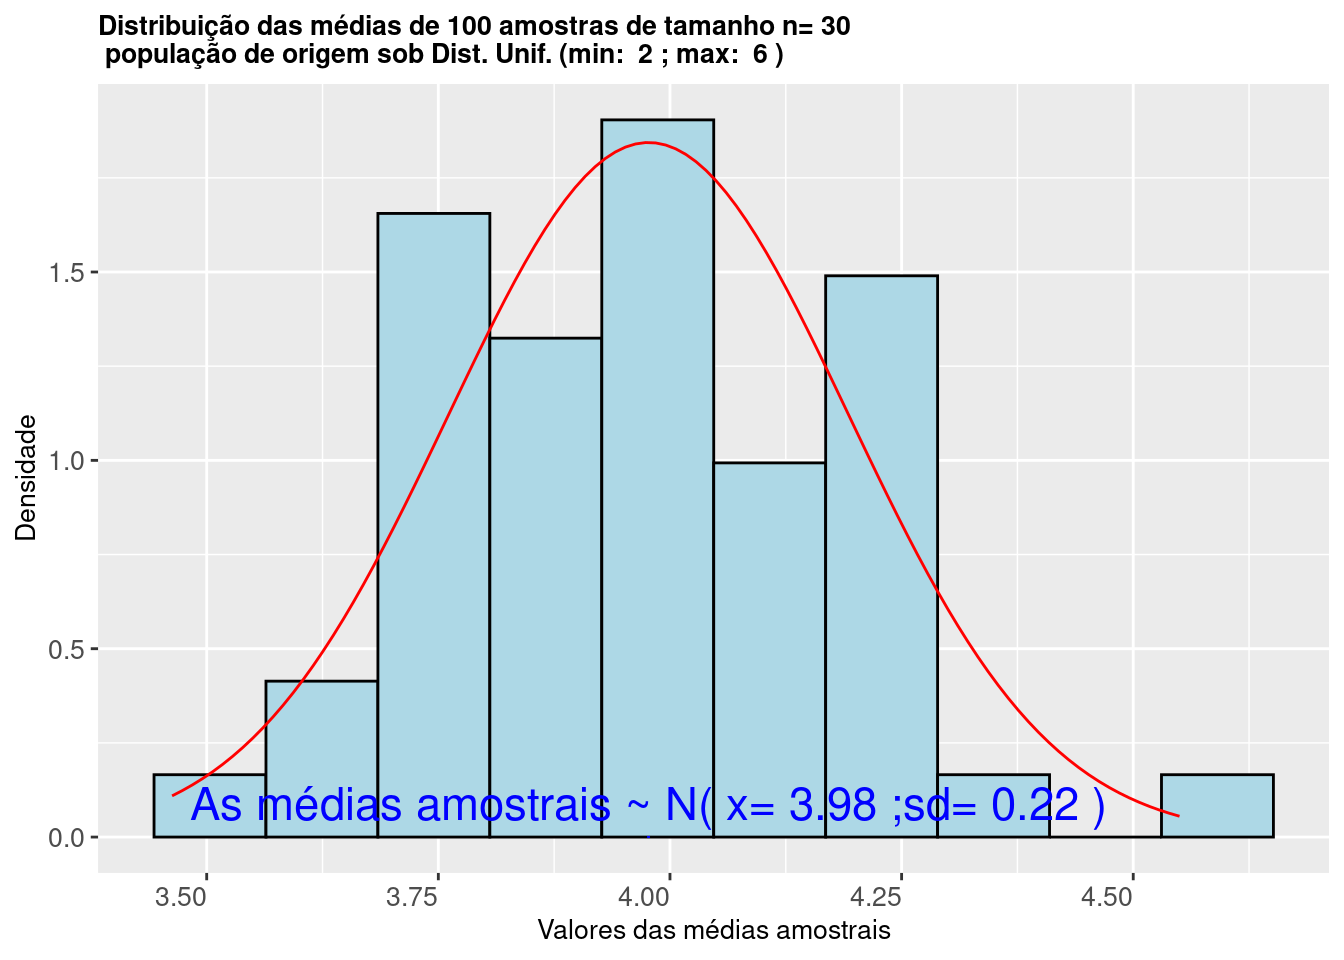 Distribuição das médias de 100 amostras de tamanho n= 30
população de origem sob Dist. Unif. (min:  2 ; max:  6 )
Densidade
1.5
1.0
0.5
0.0
As médias amostrais ~ N( x= 3.98 ;sd= 0.22 )
3.50 3.75 4.00 4.25 4.50
Valores das médias amostrais